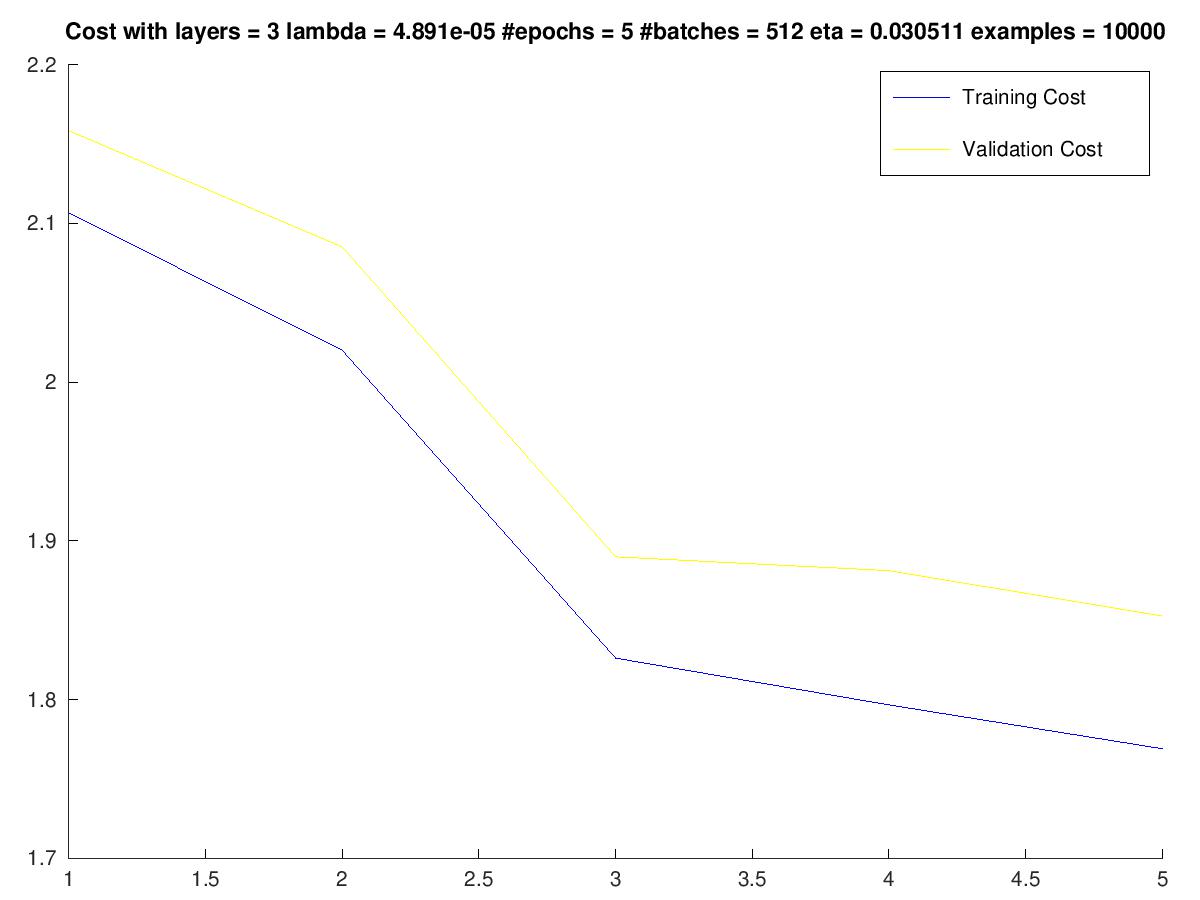 Cost with layers = 3 lambda = 4.891e-05 #epochs = 5 #batches = 512 eta = 0.030511 examples = 10000
2.2
2.1
2
1.9
1.8
1.7
Training Cost
Validation Cost
1 1.5 2 2.5 3 3.5 4 4.5 5